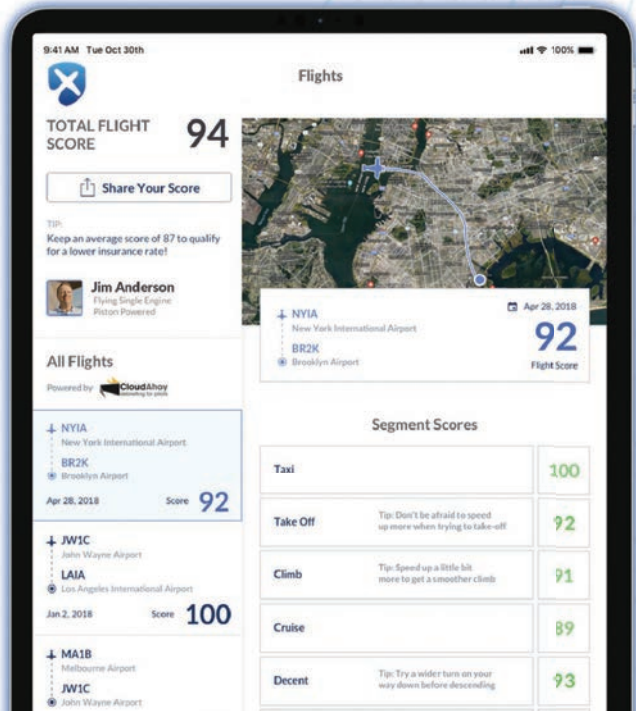 9:41 AM Tue Oct 30th
100%
Flights
TOTAL FLIGHT
SCORE
94
Share Your Score
TIP:
Keep an average score of 87 to qualify
for a lower insurance rate!
Jim Anderson
Flying Single Engine
Piston Powered
All Flights
Powered by CloudAhoy
debriefing for pilots
NYIA
New York International Airport
BR2K
Brooklyn Airport
Apr 28, 2018 Score 92
JW1C
John Wayne Airport
LAIA
Los Angeles International Airport
Jan 2, 2018 Score 100
MA1B
Melbourne Airport
JW1C
John Wayne Airport
NYIA
New York International Airport
BR2K
Brooklyn Airport
Apr 28, 2018
92
Flight Score
Segment Scores
Taxi
100
Take Off
Tip: Don't be afraid to speed
up more when trying to take-off
92
Climb
Tip: Speed up a little bit
more to get a smoother climb
91
Cruise
89
Decent
Tip: Try a wider turn on your
way down before descending
93